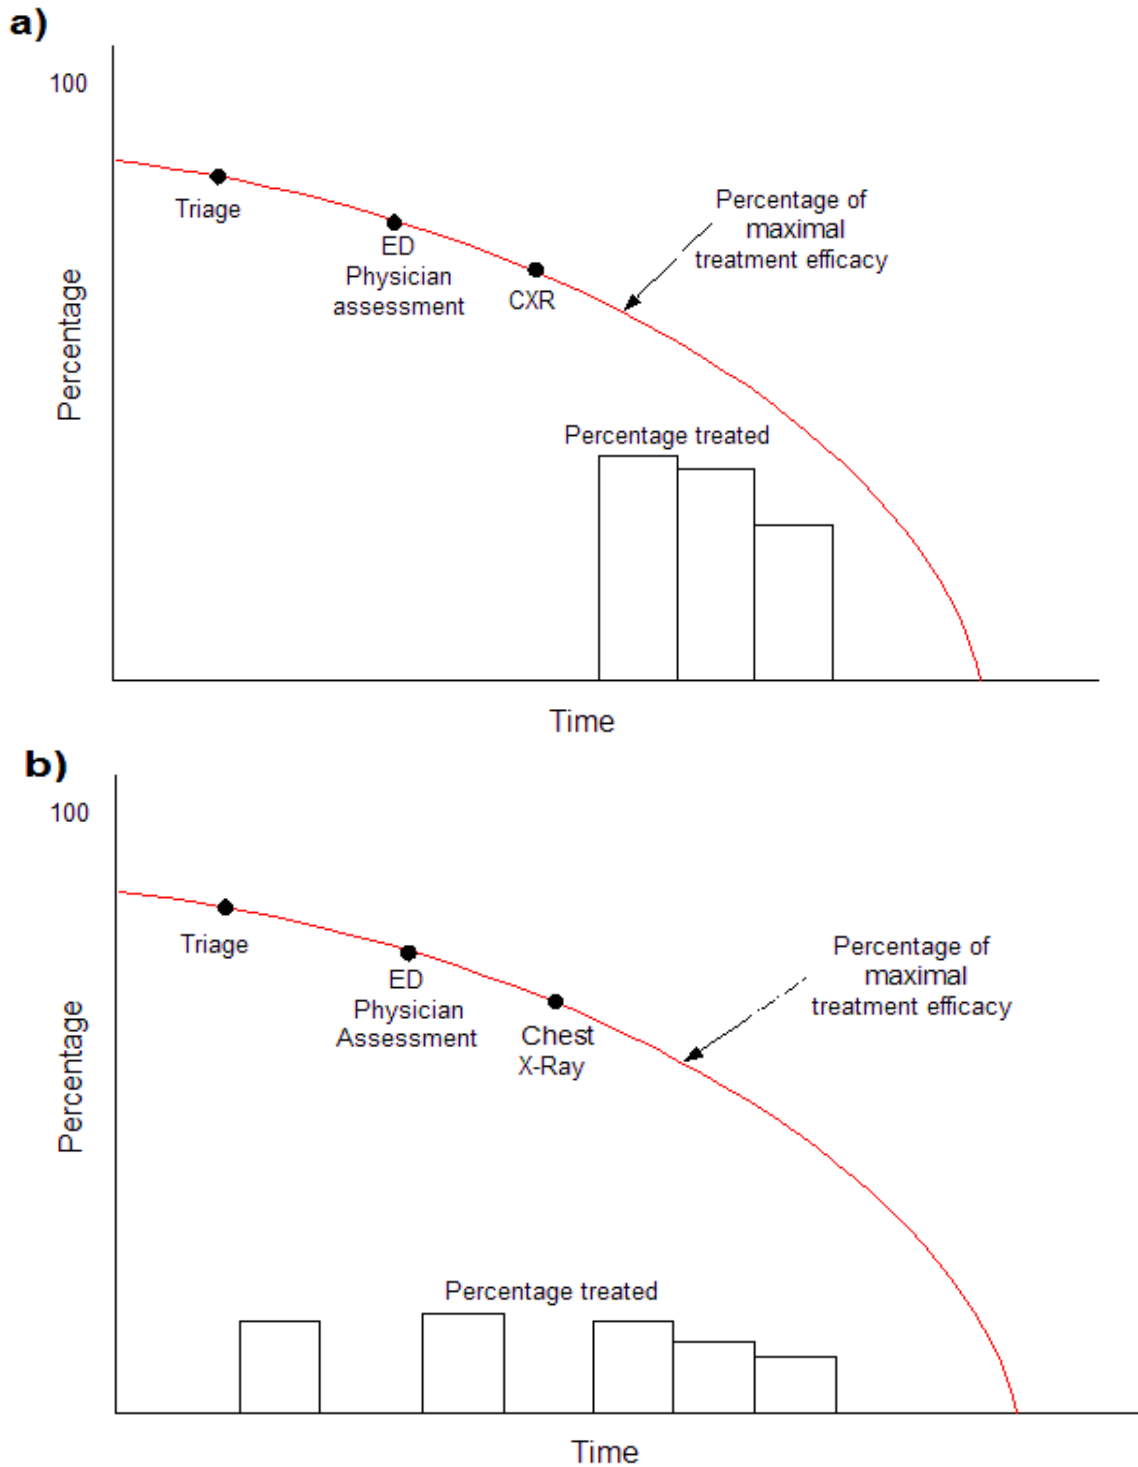 a)
100
Percentage of
maximal
treatment efficacy
Triage
ED
Physician
assessment
CXR
Percentage
Percentage treated
Time
b)
100
Triage
ED
Physician
Assessment
Chest
X-Ray
Percentage of
maximal
treatment efficacy
Percentage
Percentage treated
Time